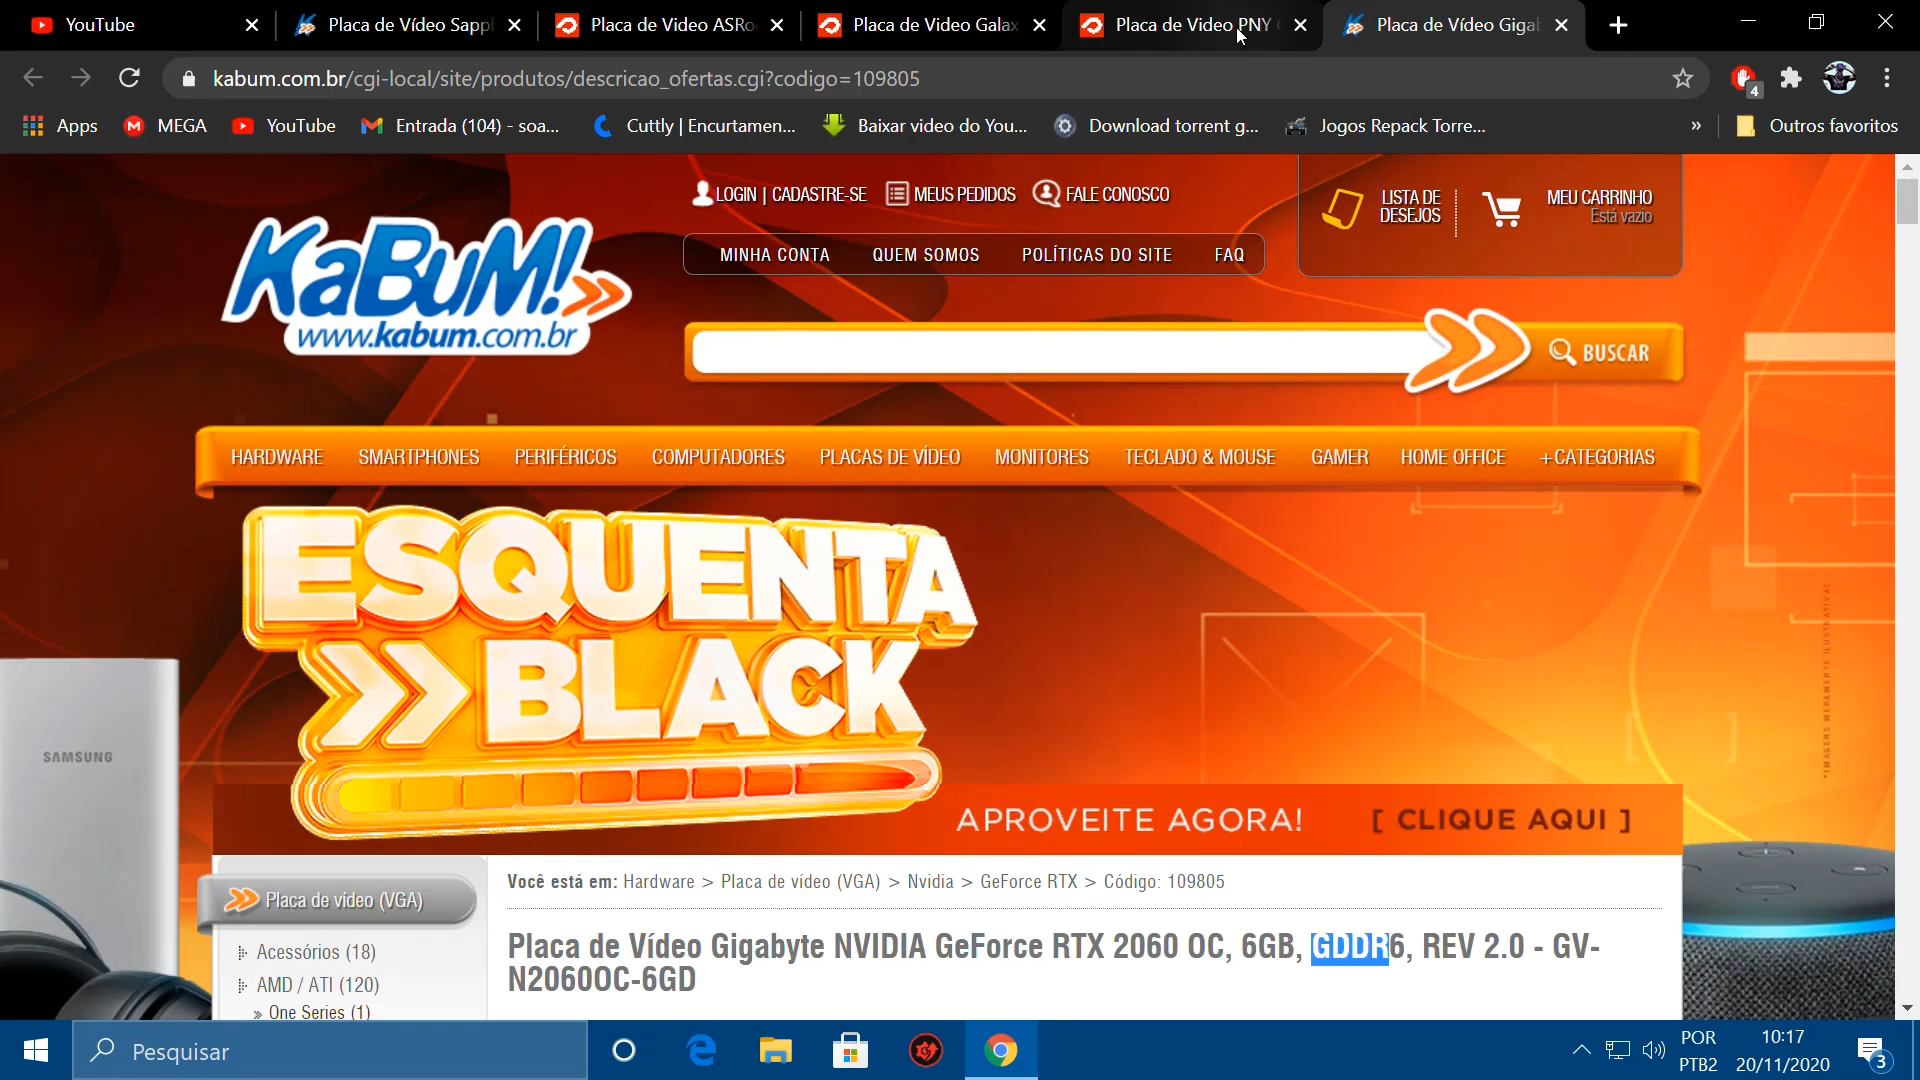 YouTube
Placa de Vídeo Sapp
Placa de Video ASRo
Placa de Video Galax
Placa de Video PNY
Placa de Vídeo Gigab
kabum.com.br/cgi-local/site/produtos/descricao_ofertas.cgi?codigo=109805
4
Apps
MEGA
YouTube
Entrada (104) - soa...
Cuttly | Encurtamen...
Baixar video do You...
Download torrent g...
Jogos Repack Torre...
»
Outros favoritos
LOGIN | CADASTRE-SE
MEUS PEDIDOS
FALE CONOSCO
LISTA DE
DESEJOS
MEU CARRINHO
Está vazio
MINHA CONTA
QUEM SOMOS
POLÍTICAS DO SITE
FAQ
KaBuM!
www.kabum.com.br
BUSCAR
HARDWARE
SMARTPHONES
PERIFÉRICOS
COMPUTADORES
PLACAS DE VÍDEO
MONITORES
TECLADO & MOUSE
GAMER
HOME OFFICE
+CATEGORIAS
ESQUENTA
BLACK
SAMSUNG
*IMAGENS MERAMENTE ILUSTRATIVAS
APROVEITE AGORA!
[ CLIQUE AQUI ]
Placa de vídeo (VGA)
Acessórios (18)
AMD / ATI (120)
» One Series (1)
Você está em: Hardware > Placa de vídeo (VGA) > Nvidia > GeForce RTX > Código: 109805
Placa de Vídeo Gigabyte NVIDIA GeForce RTX 2060 OC, 6GB, GDDR6, REV 2.0 - GV-
N2060OC-6GD
Pesquisar
POR
PTB2
10:17
20/11/2020
3